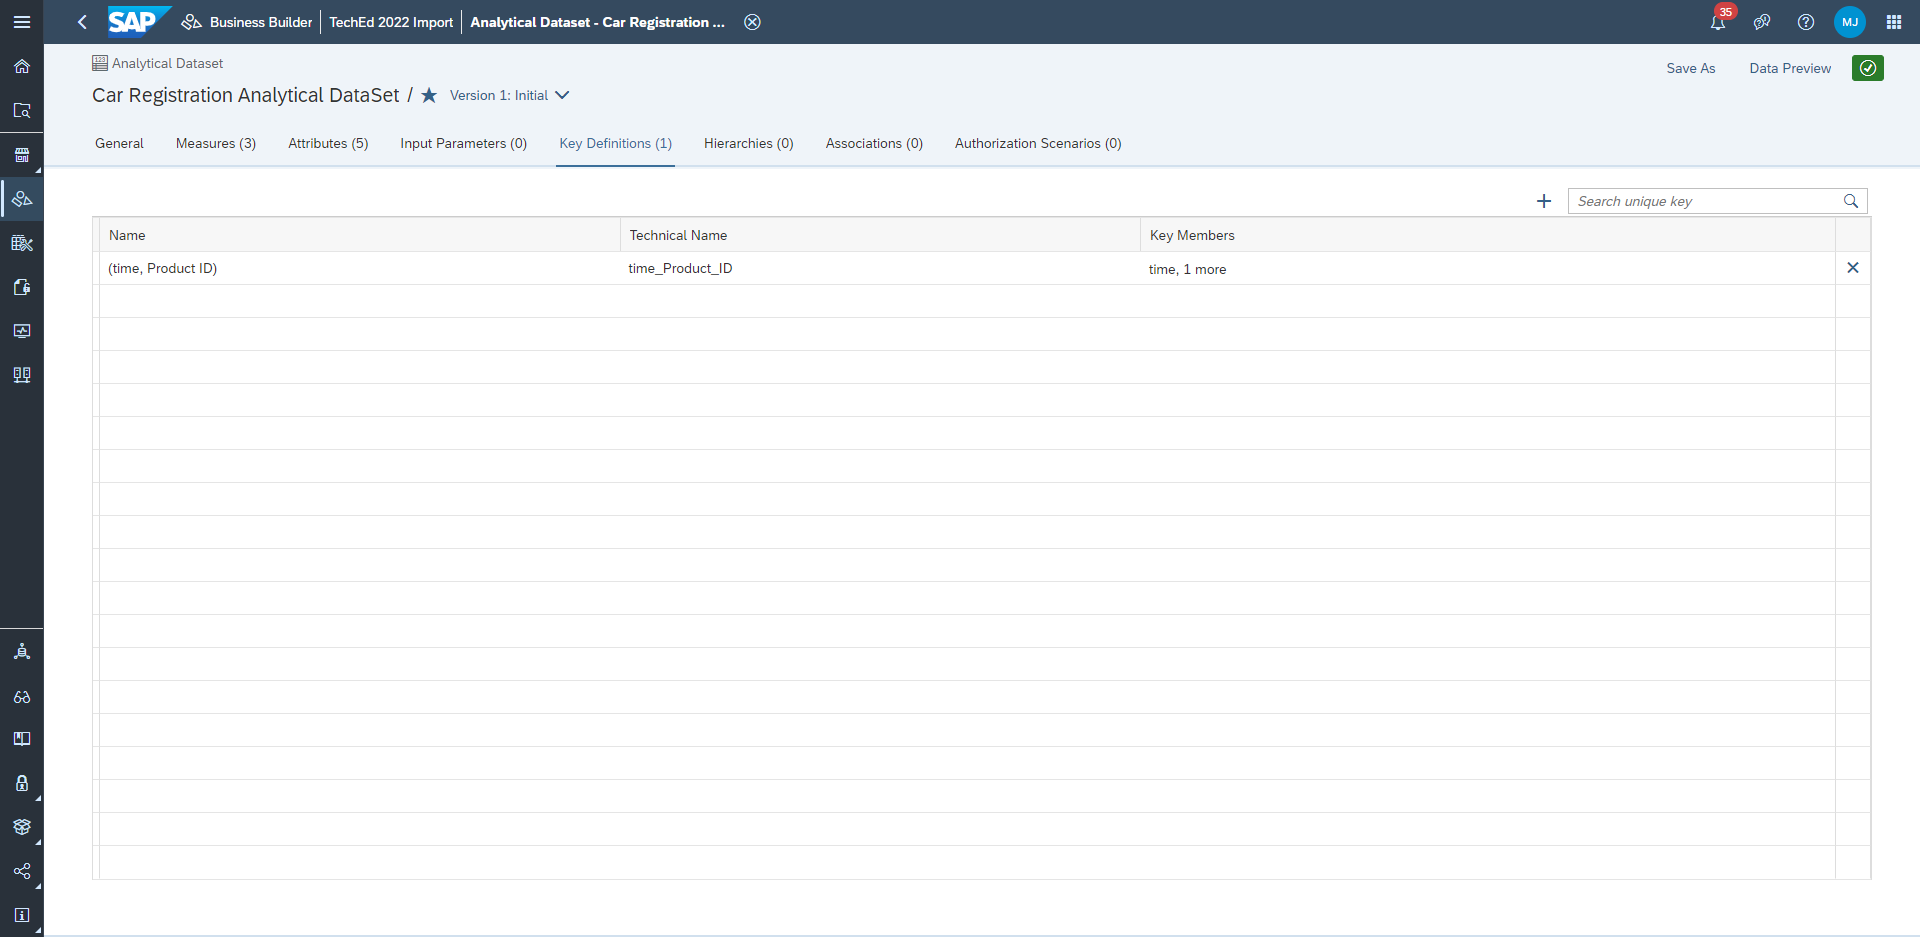 SAP Business Builder TechEd 2022 Import Analytical Dataset - Car Registration ... 35 MJ
Analytical Dataset
Save As Data Preview
Car Registration Analytical DataSet / Version 1: Initial
General Measures (3) Attributes (5) Input Parameters (0) Key Definitions (1) Hierarchies (0) Associations (0) Authorization Scenarios (0)
Search unique key
Name Technical Name Key Members
(time, Product ID) time_Product_ID time, 1 more